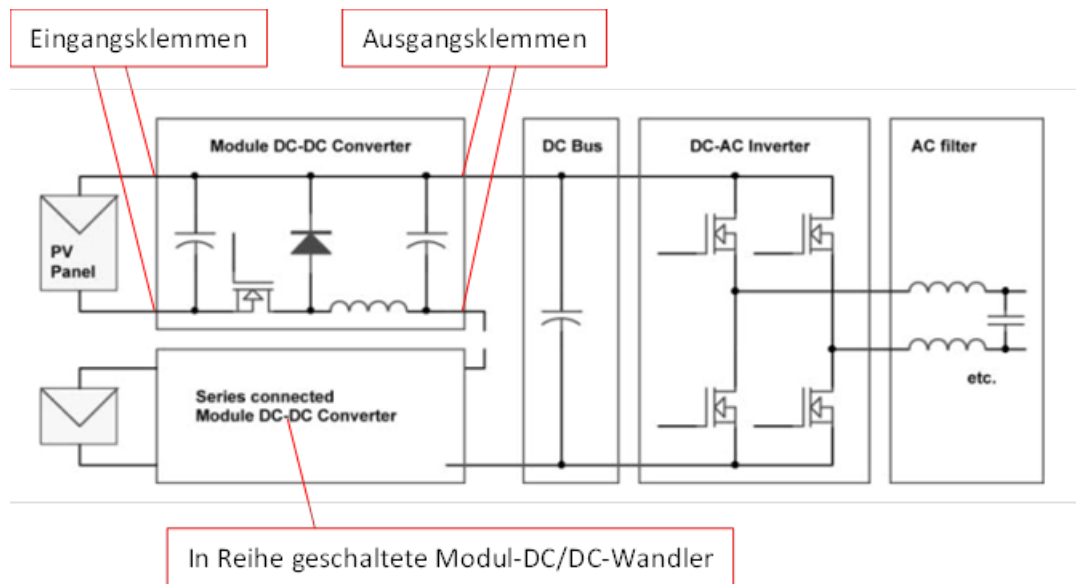 Eingangsklemmen
Ausgangsklemmen
Module DC-DC Converter
DC Bus
DC-AC Inverter
AC filter
PV
Panel
Series connected
Module DC-DC Converter
etc.
In Reihe geschaltete Modul-DC/DC-Wandler